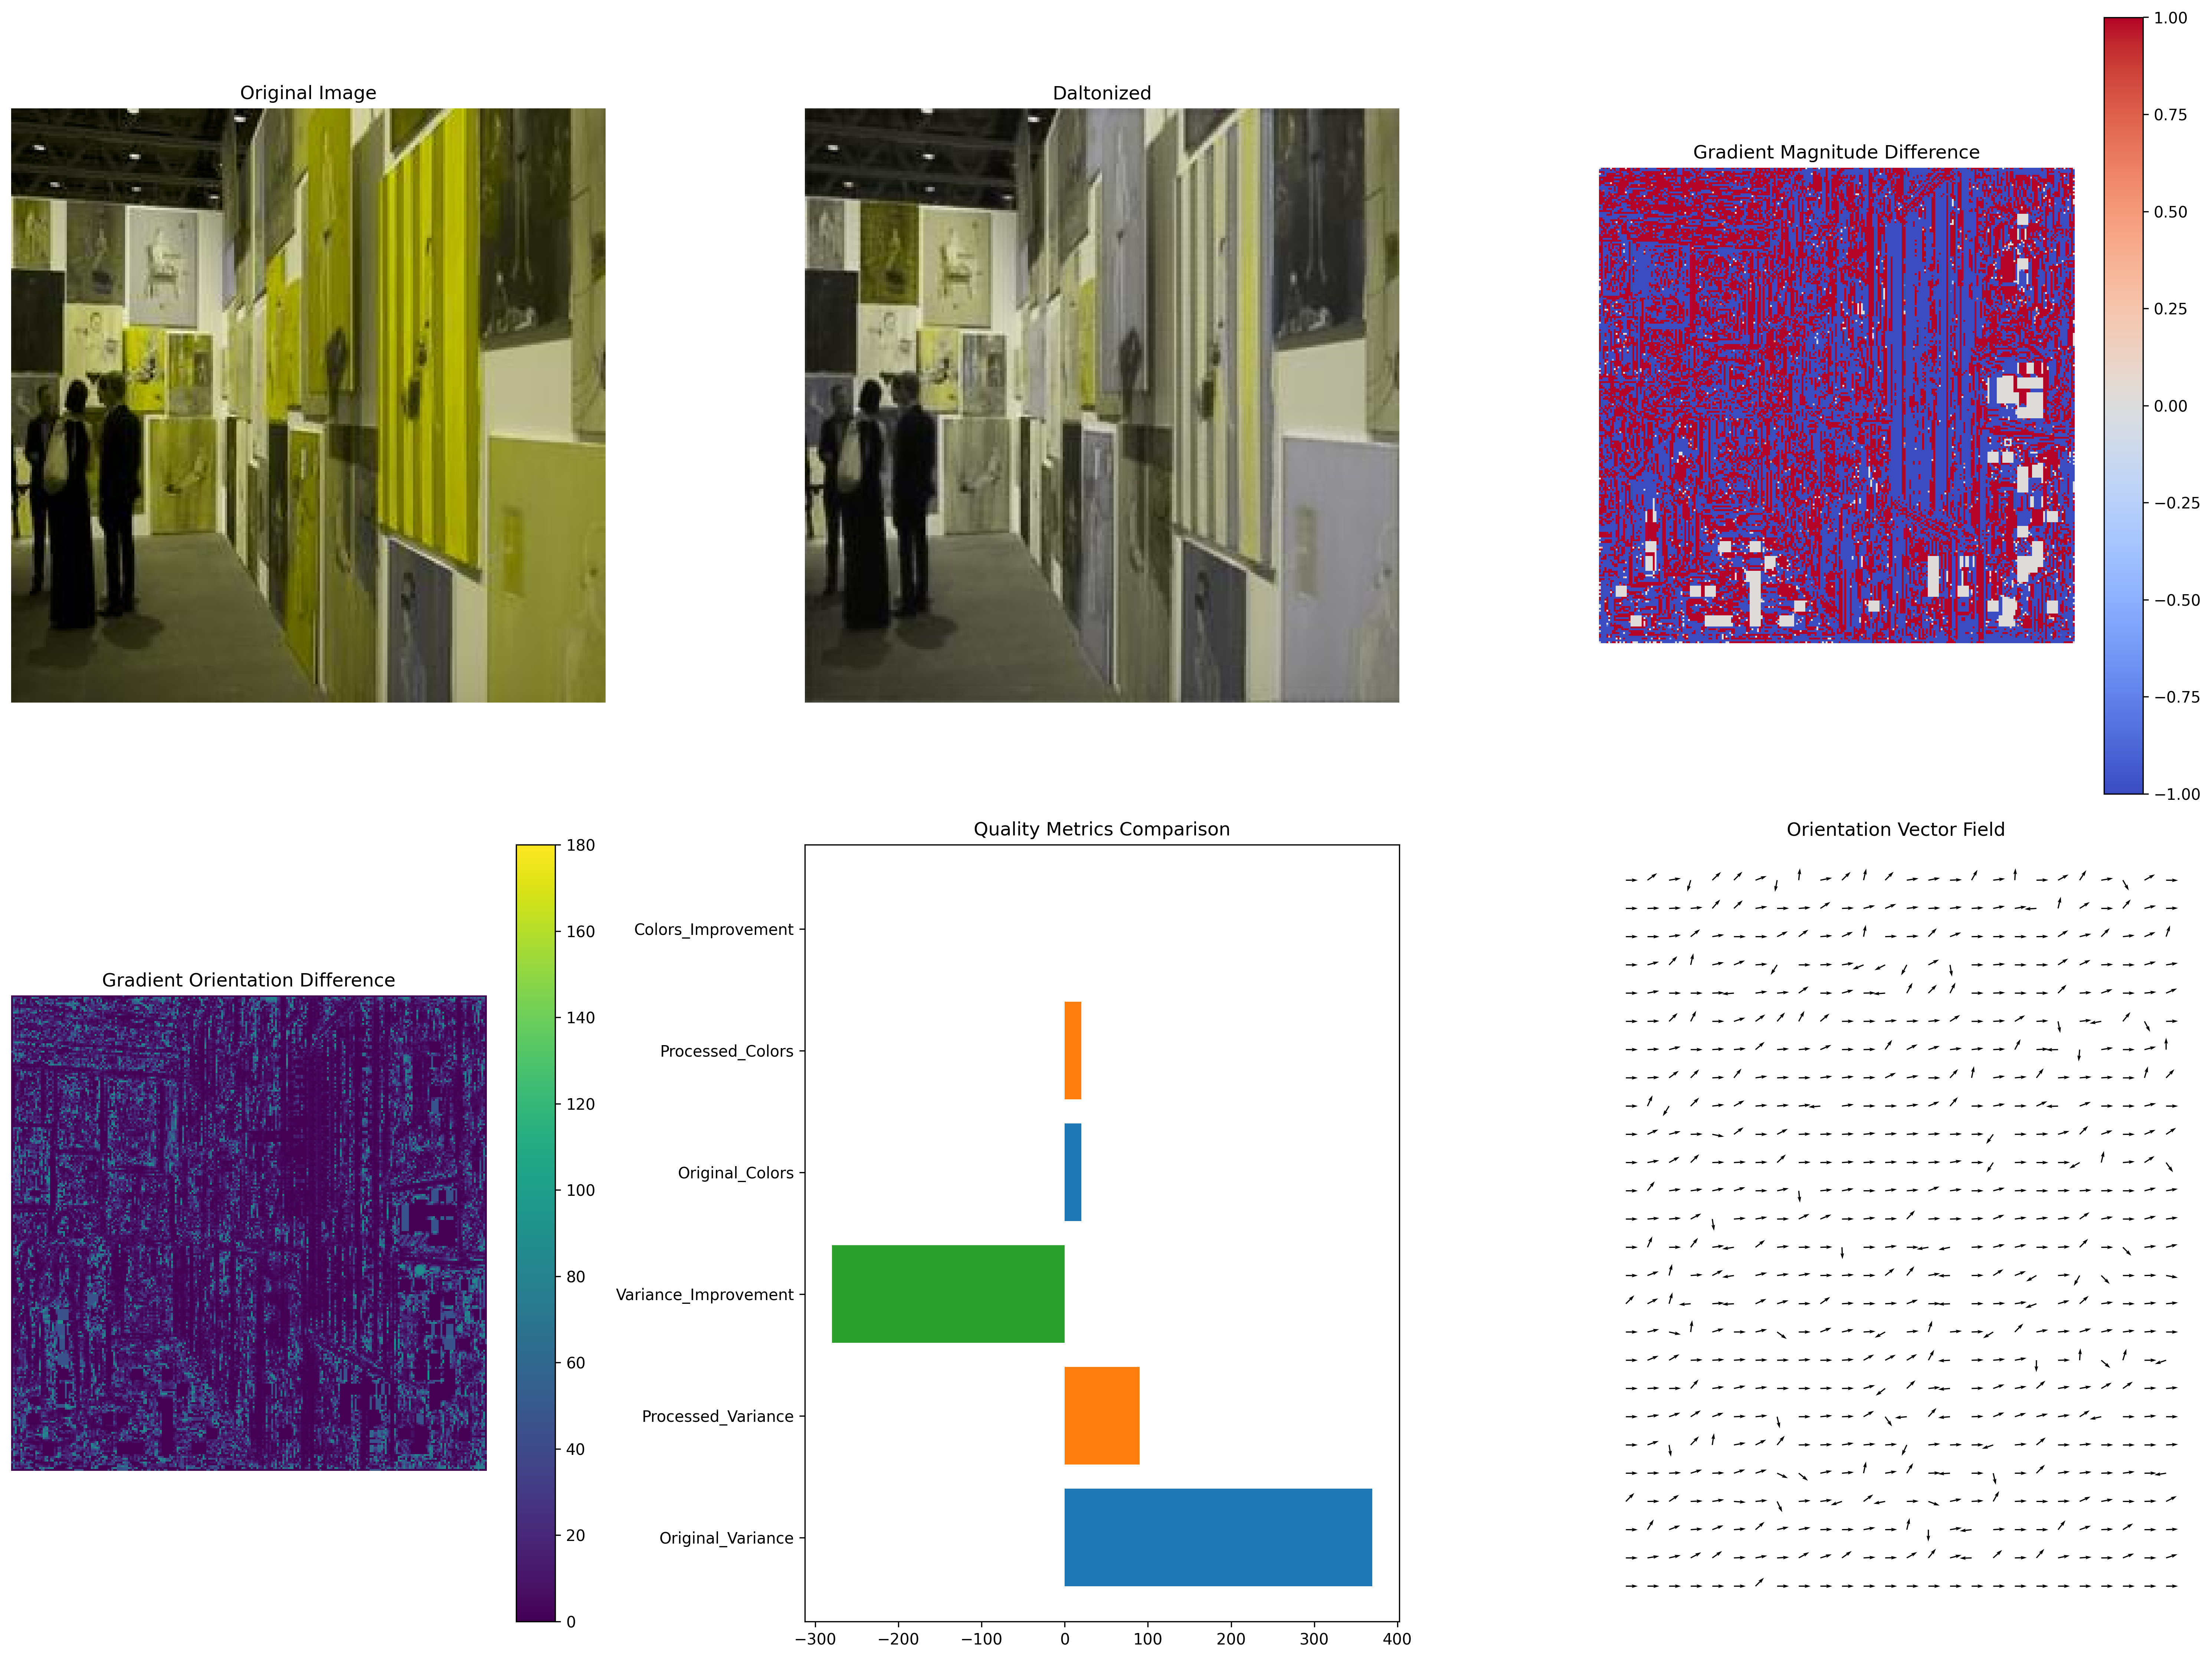 Original Image
Daltonized
Gradient Magnitude Difference
1.00
0.75
0.50
0.25
0.00
−0.25
−0.50
−0.75
−1.00
Gradient Orientation Difference
180
160
140
120
100
80
60
40
20
0
Quality Metrics Comparison
Colors_Improvement
Processed_Colors
Original_Colors
Variance_Improvement
Processed_Variance
Original_Variance
−300 −200 −100 0 100 200 300 400
Orientation Vector Field